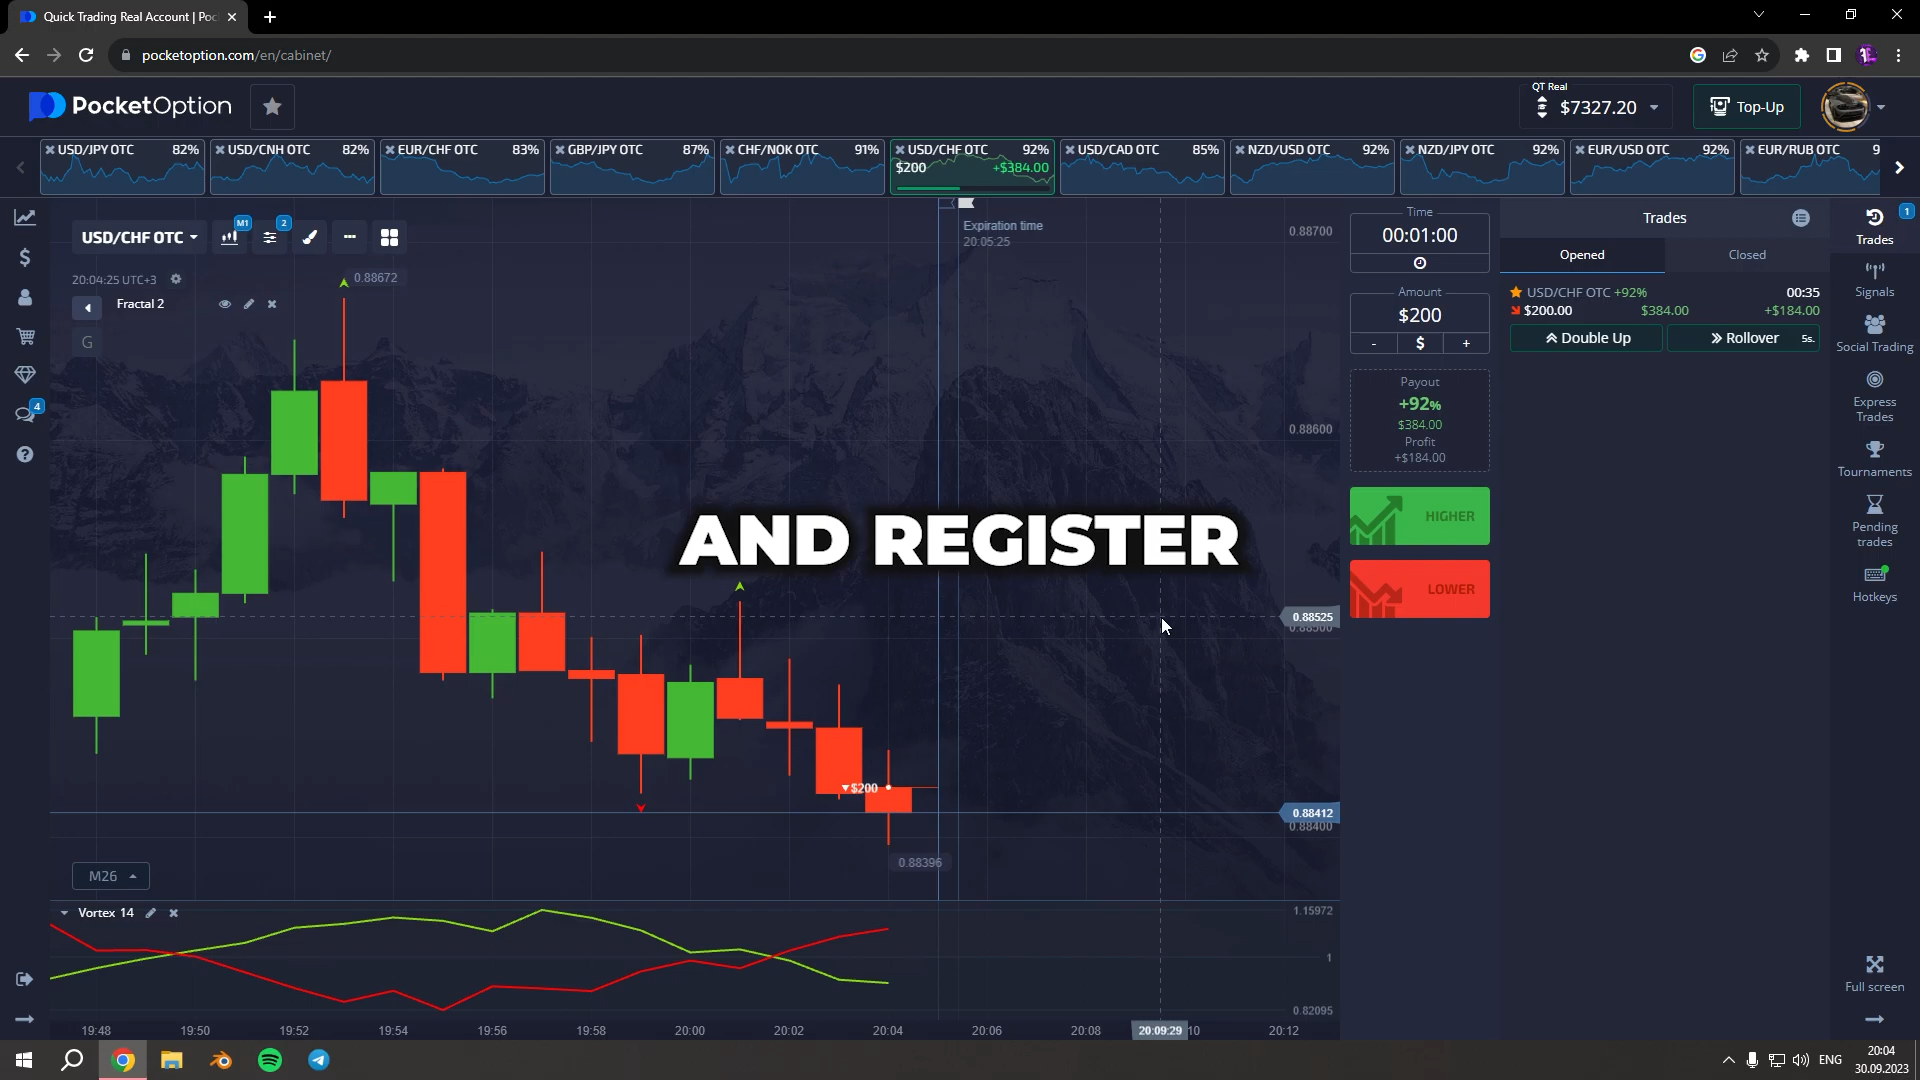 Quick Trading Real Account | Poc
pocketoption.com/en/cabinet/
PocketOption
QT Real
$7327.20
Top-Up
USD/JPY OTC 82%
USD/CNH OTC 82%
EUR/CHF OTC 83%
GBP/JPY OTC 87%
CHF/NOK OTC 91%
USD/CHF OTC 92%
$200 +$384.00
USD/CAD OTC 85%
NZD/USD OTC 92%
NZD/JPY OTC 92%
EUR/USD OTC 92%
EUR/RUB OTC 9
USD/CHF OTC
M1
2
20:04:25 UTC+3
Fractal 2
G
0.88672
Expiration time
20:05:25
0.88700
0.88600
0.88525
0.88500
0.88412
0.88400
0.88396
$200
AND REGISTER
M26
Vortex 14
1.15972
1
0.82095
19:48 19:50 19:52 19:54 19:56 19:58 20:00 20:02 20:04 20:06 20:08 20:09:29 10 20:12
Time
00:01:00
Amount
$200
- $ +
Payout
+92%
$384.00
Profit
+$184.00
HIGHER
LOWER
Trades
Opened Closed
USD/CHF OTC +92% 00:35
$200.00 $384.00 +$184.00
Double Up
Rollover 5s.
1
Trades
Signals
Social Trading
Express
Trades
Tournaments
Pending
trades
Hotkeys
Full screen
4
ENG
20:04
30.09.2023